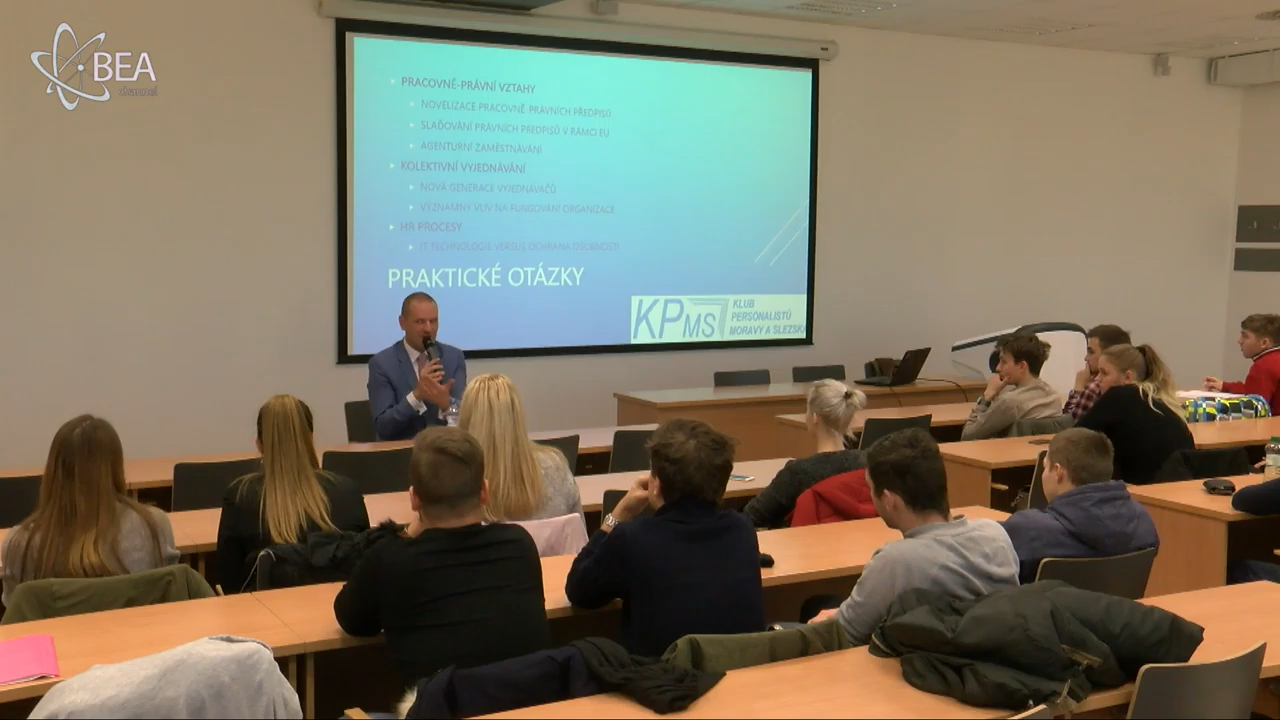 BEA
channel
PRACOVNĚ-PRÁVNÍ VZTAHY
NOVELIZACE PRACOVNĚ-PRÁVNÍCH PŘEDPISŮ
SLAĎOVÁNÍ PRÁVNÍCH PŘEDPISŮ V RÁMCI EU
AGENTURNÍ ZAMĚSTNÁVÁNÍ
KOLEKTIVNÍ VYJEDNÁVÁNÍ
NOVÁ GENERACE VYJEDNAVAČŮ
VÝZNAMNÝ VLIV NA FUNGOVÁNÍ ORGANIZACE
HR PROCESY
IT TECHNOLOGIE VERSUS OCHRANA OSOBNOSTI
PRAKTICKÉ OTÁZKY
KPMS
KLUB
PERSONALISTŮ
MORAVY A SLEZSKA